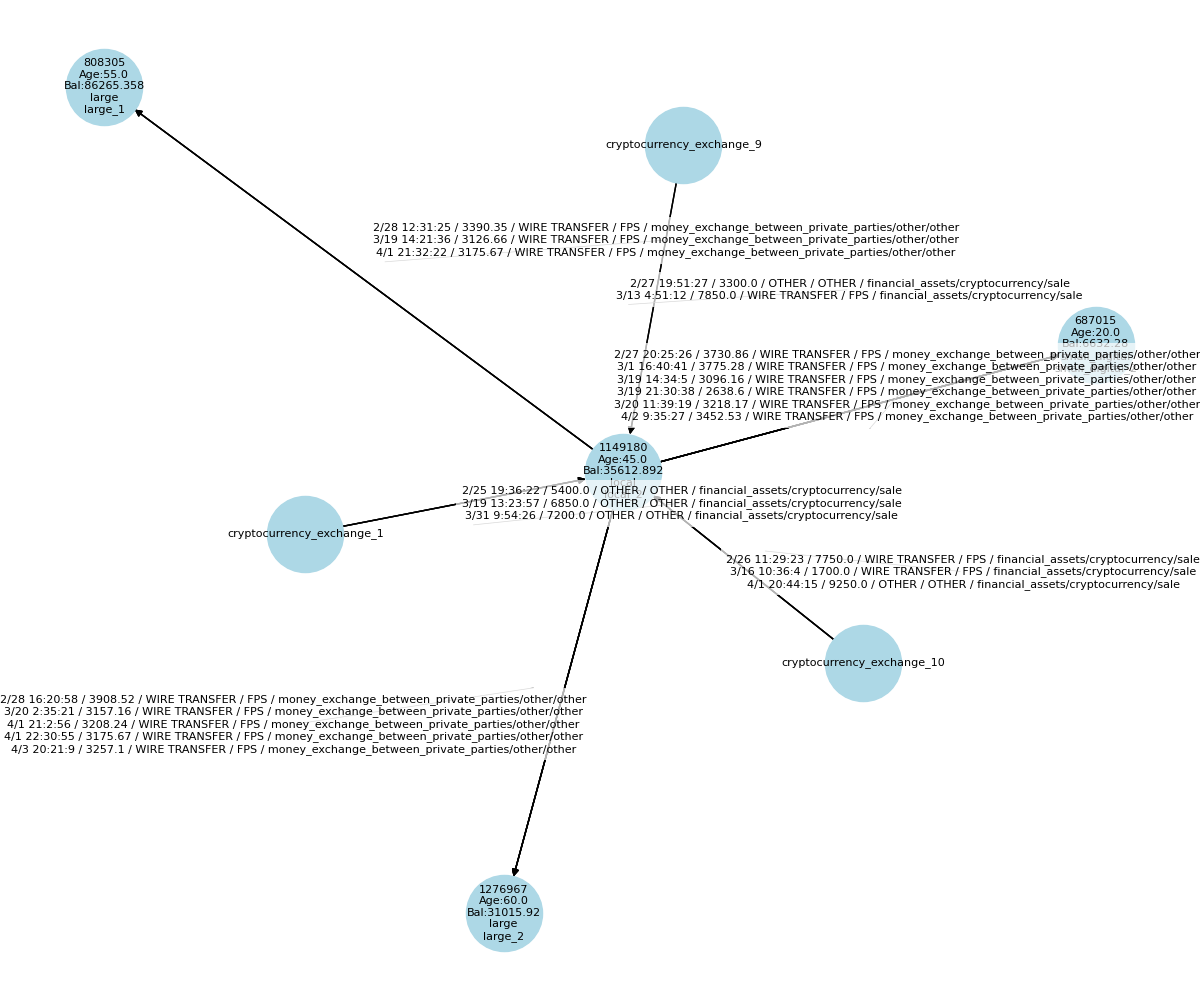 808305
Age:55.0
Bal:86265.358
large
large_1
cryptocurrency_exchange_9
2/28 12:31:25 / 3390.35 / WIRE TRANSFER / FPS / money_exchange_between_private_parties/other/other
3/19 14:21:36 / 3126.66 / WIRE TRANSFER / FPS / money_exchange_between_private_parties/other/other
4/1 21:32:22 / 3175.67 / WIRE TRANSFER / FPS / money_exchange_between_private_parties/other/other
2/27 19:51:27 / 3300.0 / OTHER / OTHER / financial_assets/cryptocurrency/sale
3/13 4:51:12 / 7850.0 / WIRE TRANSFER / FPS / financial_assets/cryptocurrency/sale
687015
Age:20.0
Bal:6632.28
2/27 20:25:26 / 3730.86 / WIRE TRANSFER / FPS / money_exchange_between_private_parties/other/other
3/1 16:40:41 / 3775.28 / WIRE TRANSFER / FPS / money_exchange_between_private_parties/other/other
3/19 14:34:5 / 3096.16 / WIRE TRANSFER / FPS / money_exchange_between_private_parties/other/other
3/19 21:30:38 / 2638.6 / WIRE TRANSFER / FPS / money_exchange_between_private_parties/other/other
3/20 11:39:19 / 3218.17 / WIRE TRANSFER / FPS / money_exchange_between_private_parties/other/other
4/2 9:35:27 / 3452.53 / WIRE TRANSFER / FPS / money_exchange_between_private_parties/other/other
1149180
Age:45.0
Bal:35612.892
local
2/25 19:36:22 / 5400.0 / OTHER / OTHER / financial_assets/cryptocurrency/sale
3/19 13:23:57 / 6850.0 / OTHER / OTHER / financial_assets/cryptocurrency/sale
3/31 9:54:26 / 7200.0 / OTHER / OTHER / financial_assets/cryptocurrency/sale
cryptocurrency_exchange_1
2/26 11:29:23 / 7750.0 / WIRE TRANSFER / FPS / financial_assets/cryptocurrency/sale
3/16 10:36:4 / 1700.0 / WIRE TRANSFER / FPS / financial_assets/cryptocurrency/sale
4/1 20:44:15 / 9250.0 / OTHER / OTHER / financial_assets/cryptocurrency/sale
cryptocurrency_exchange_10
2/28 16:20:58 / 3908.52 / WIRE TRANSFER / FPS / money_exchange_between_private_parties/other/other
3/20 2:35:21 / 3157.16 / WIRE TRANSFER / FPS / money_exchange_between_private_parties/other/other
4/1 21:2:56 / 3208.24 / WIRE TRANSFER / FPS / money_exchange_between_private_parties/other/other
4/1 22:30:55 / 3175.67 / WIRE TRANSFER / FPS / money_exchange_between_private_parties/other/other
4/3 20:21:9 / 3257.1 / WIRE TRANSFER / FPS / money_exchange_between_private_parties/other/other
1276967
Age:60.0
Bal:31015.92
large
large_2